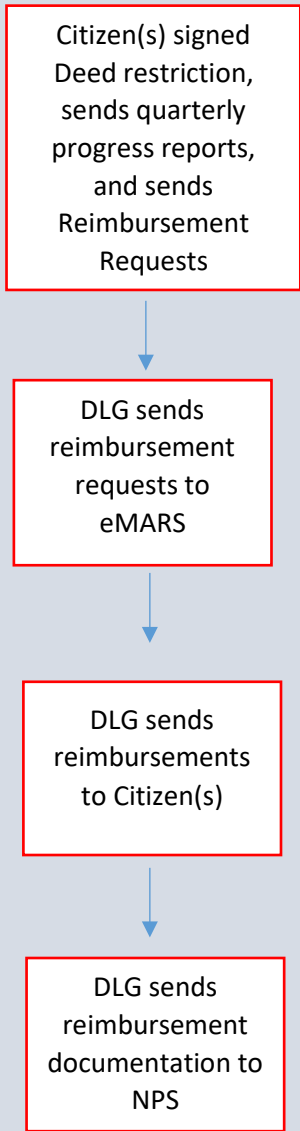 Citizen(s) signed
Deed restriction,
sends quarterly
progress reports,
and sends
Reimbursement
Requests
DLG sends
reimbursement
requests to
eMARS
DLG sends
reimbursements
to Citizen(s)
DLG sends
reimbursement
documentation to
NPS